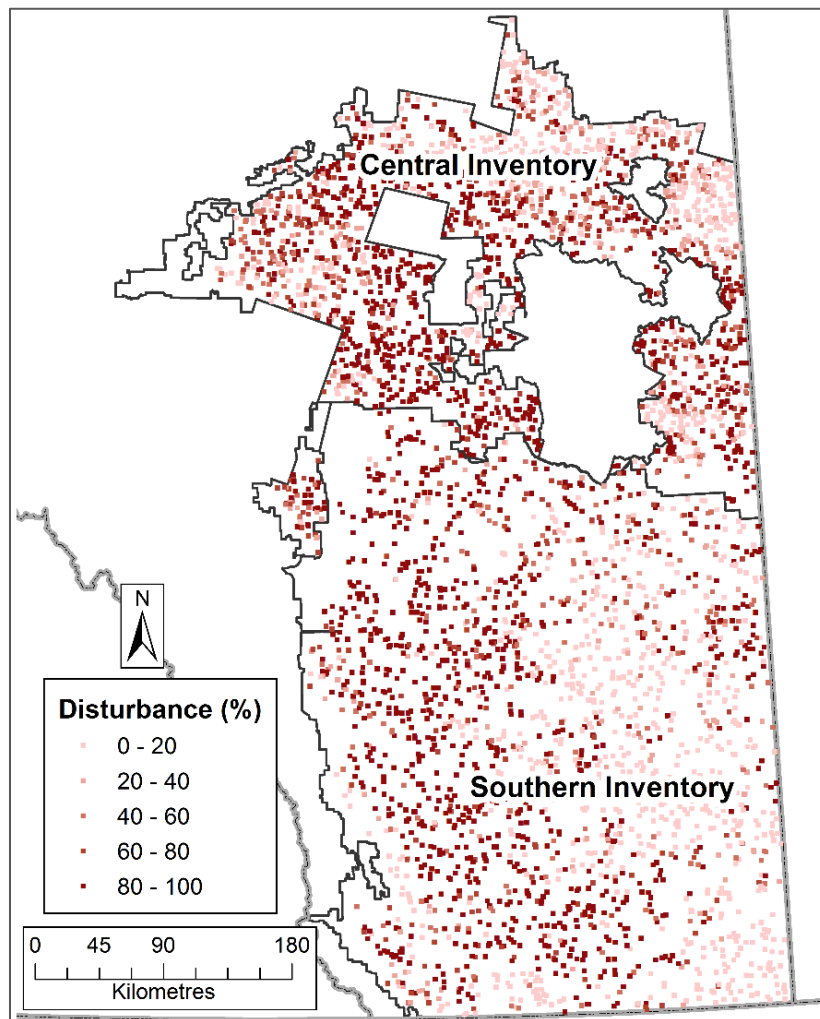 Central Inventory
Southern Inventory
N
Disturbance (%)
0 - 20
20 - 40
40 - 60
60 - 80
80 - 100
0 45 90 180
Kilometres